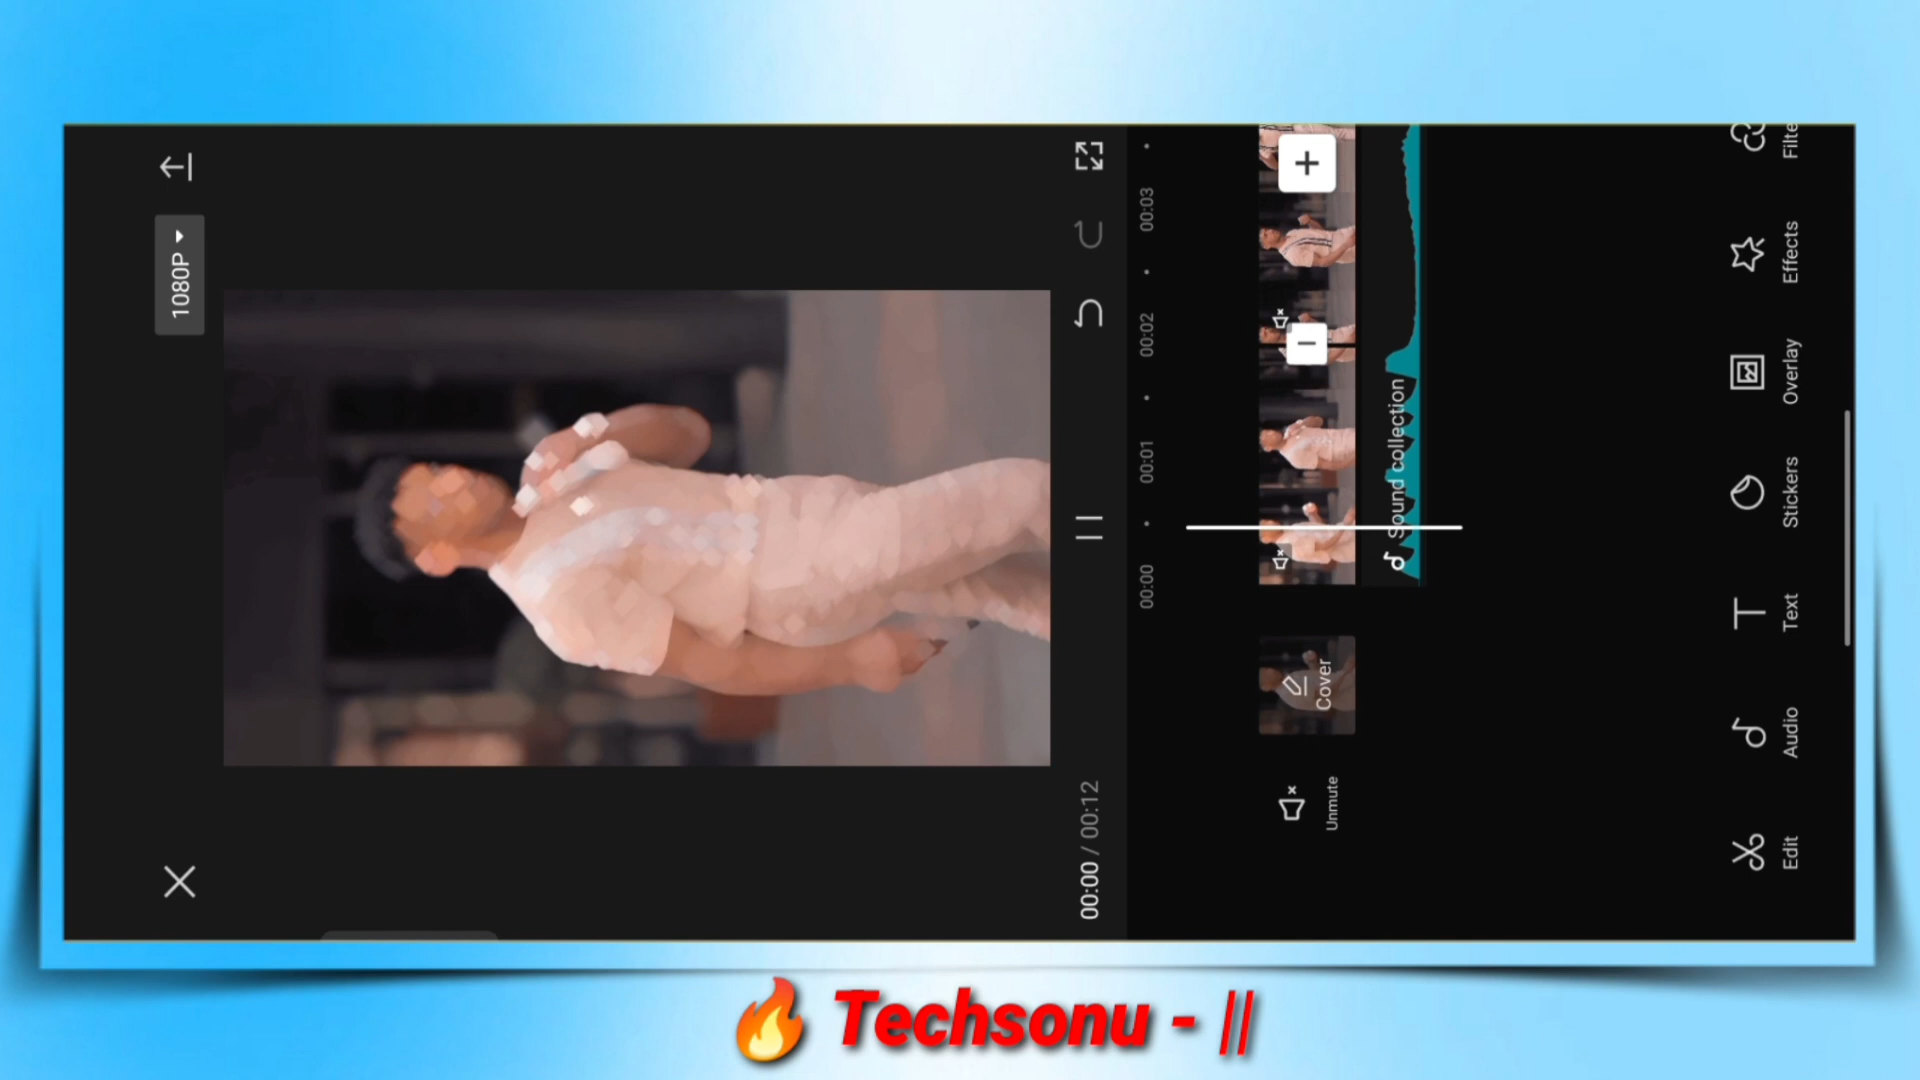 1080P
00:00 / 00:12
00:00
00:01
00:02
00:03
Cover
Unmute
Sound collection
Edit
Audio
Text
Stickers
Overlay
Effects
Filte
Techsonu - ||